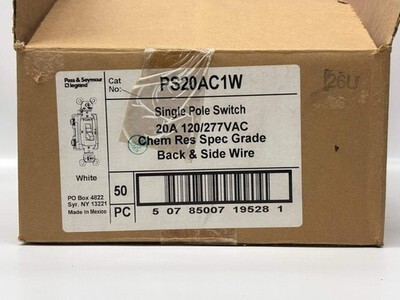 Pass & Seymour
legrand
Cat
No:
PS20AC1W
Single Pole Switch
20A 120/277VAC
Chem Res Spec Grade
Back & Side Wire
White
PO Box 4822
Syr. NY 13221
Made in Mexico
50
PC
5 07 85007 19528 1